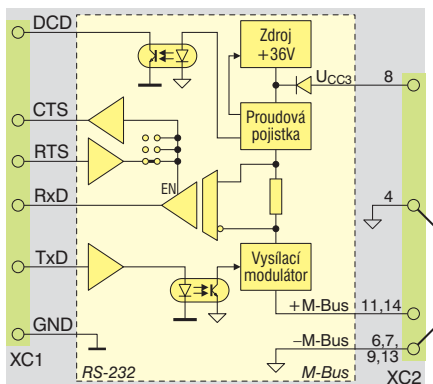 DCD
Zdroj
+36V
UCC3
8
CTS
Proudová
pojistka
RTS
EN
RxD
4
TxD
Vysílací
modulátor
+M-Bus 11,14
GND
–M-Bus 6,7,
9,13
XC1
RS-232
M-Bus
XC2